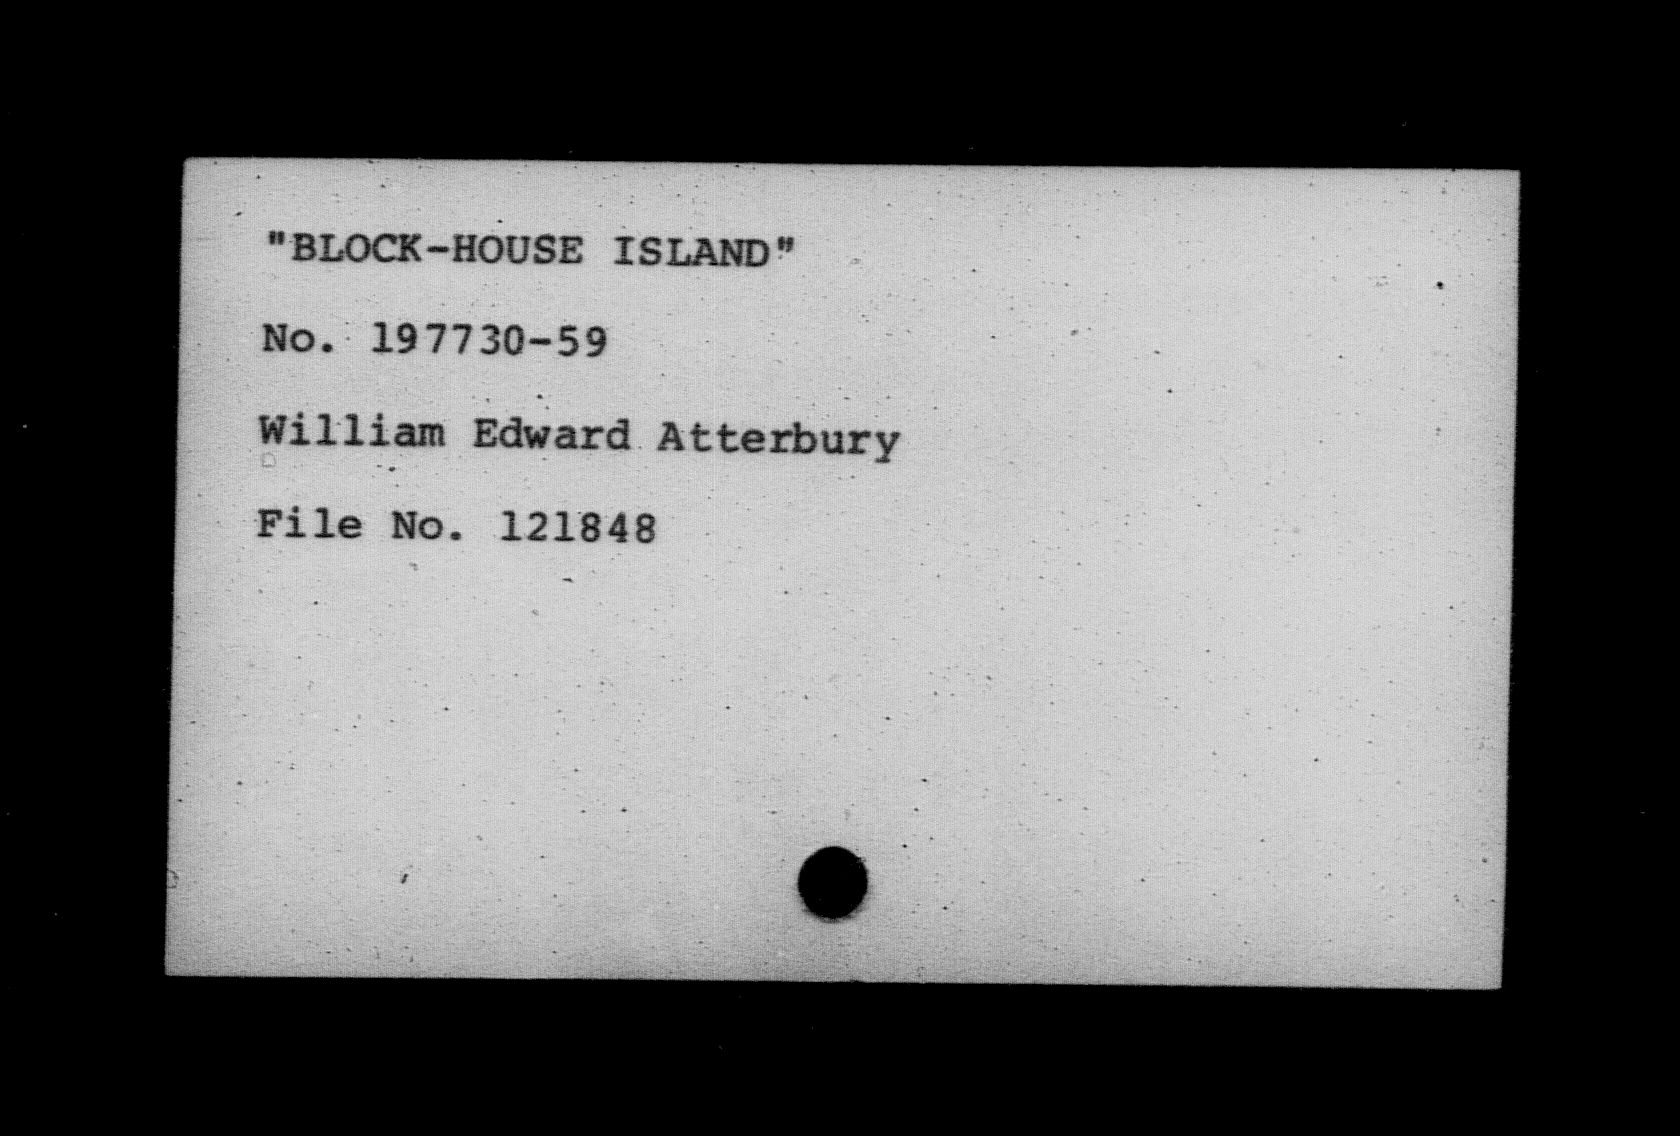 "BLOCK-HOUSE ISLAND"
No. 197730-59
William Edward Atterbury
File No. 121848